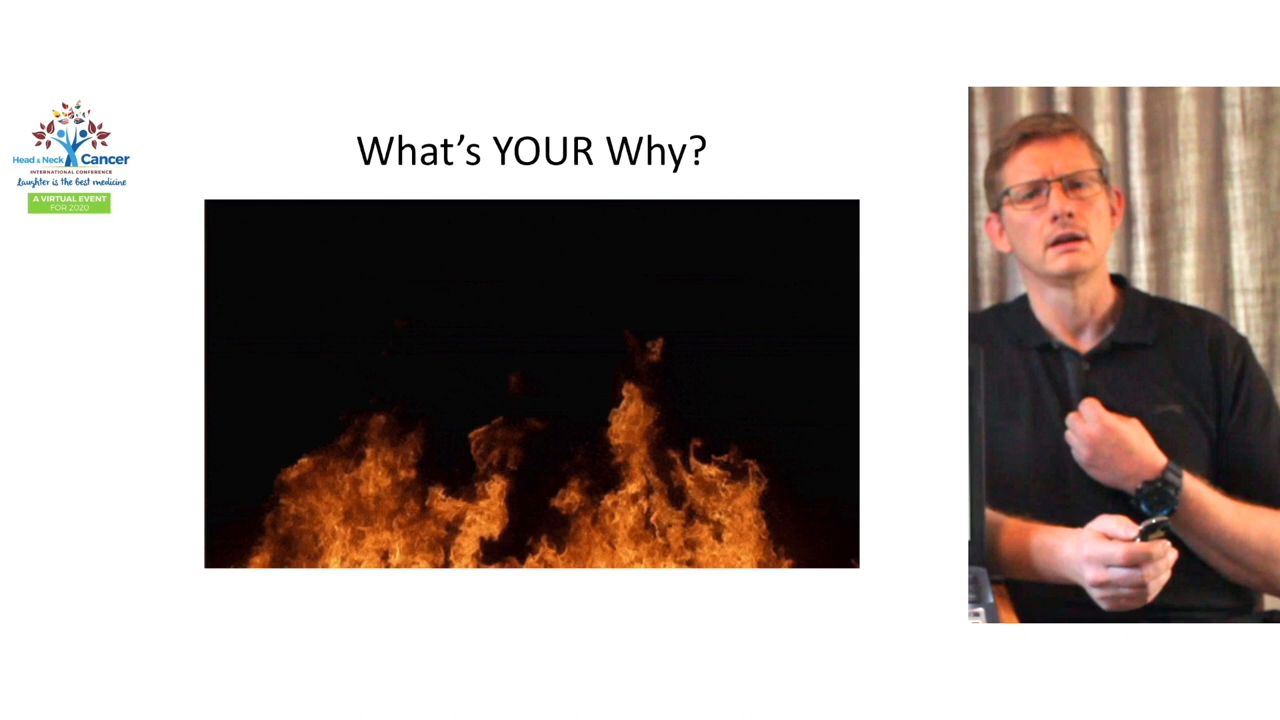 Head & Neck Cancer
INTERNATIONAL CONFERENCE
Laughter is the best medicine
A VIRTUAL EVENT
FOR 2020
What's YOUR Why?